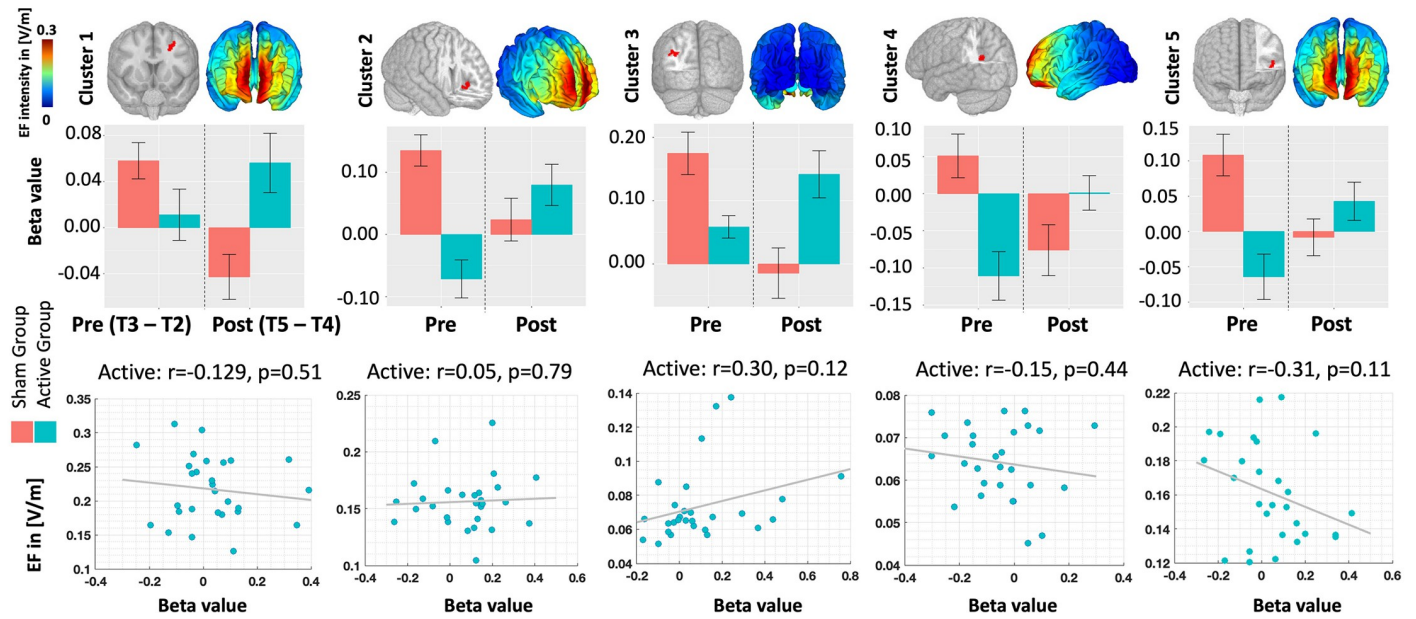 EF intensity in [V/m]
0.3
0
Cluster 1
Cluster 2
Cluster 3
Cluster 4
Cluster 5
Beta value
0.08
0.04
0.00
-0.04
0.10
0.00
-0.10
0.20
0.10
0.00
0.10
0.05
0.00
-0.05
-0.10
-0.15
0.15
0.10
0.05
0.00
-0.05
-0.10
Pre (T3 – T2) Post (T5 – T4)
Pre Post
Pre Post
Pre Post
Pre Post
Sham Group
Active Group
Active: r=-0.129, p=0.51
Active: r=0.05, p=0.79
Active: r=0.30, p=0.12
Active: r=-0.15, p=0.44
Active: r=-0.31, p=0.11
EF in [V/m]
0.35
0.3
0.25
0.2
0.15
0.1
-0.4 -0.2 0 0.2 0.4
Beta value
0.25
0.2
0.15
0.1
-0.4 -0.2 0 0.2 0.4 0.6
Beta value
0.14
0.12
0.1
0.08
0.06
0.04
-0.2 0 0.2 0.4 0.6 0.8
Beta value
0.08
0.07
0.06
0.05
0.04
-0.4 -0.2 0 0.2 0.4
Beta value
0.22
0.2
0.18
0.16
0.14
0.12
-0.4 -0.2 0 0.2 0.4 0.6
Beta value